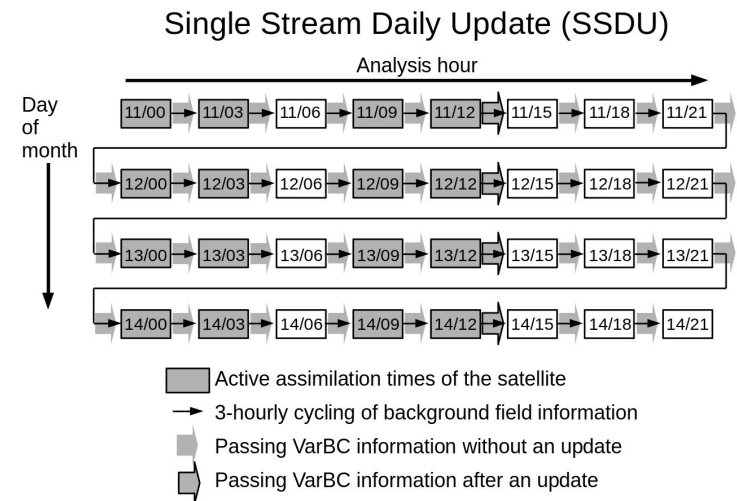 Single Stream Daily Update (SSDU)
Analysis hour
Day
of
month
11/00 11/03 11/06 11/09 11/12 11/15 11/18 11/21
12/00 12/03 12/06 12/09 12/12 12/15 12/18 12/21
13/00 13/03 13/06 13/09 13/12 13/15 13/18 13/21
14/00 14/03 14/06 14/09 14/12 14/15 14/18 14/21
Active assimilation times of the satellite
3-hourly cycling of background field information
Passing VarBC information without an update
Passing VarBC information after an update